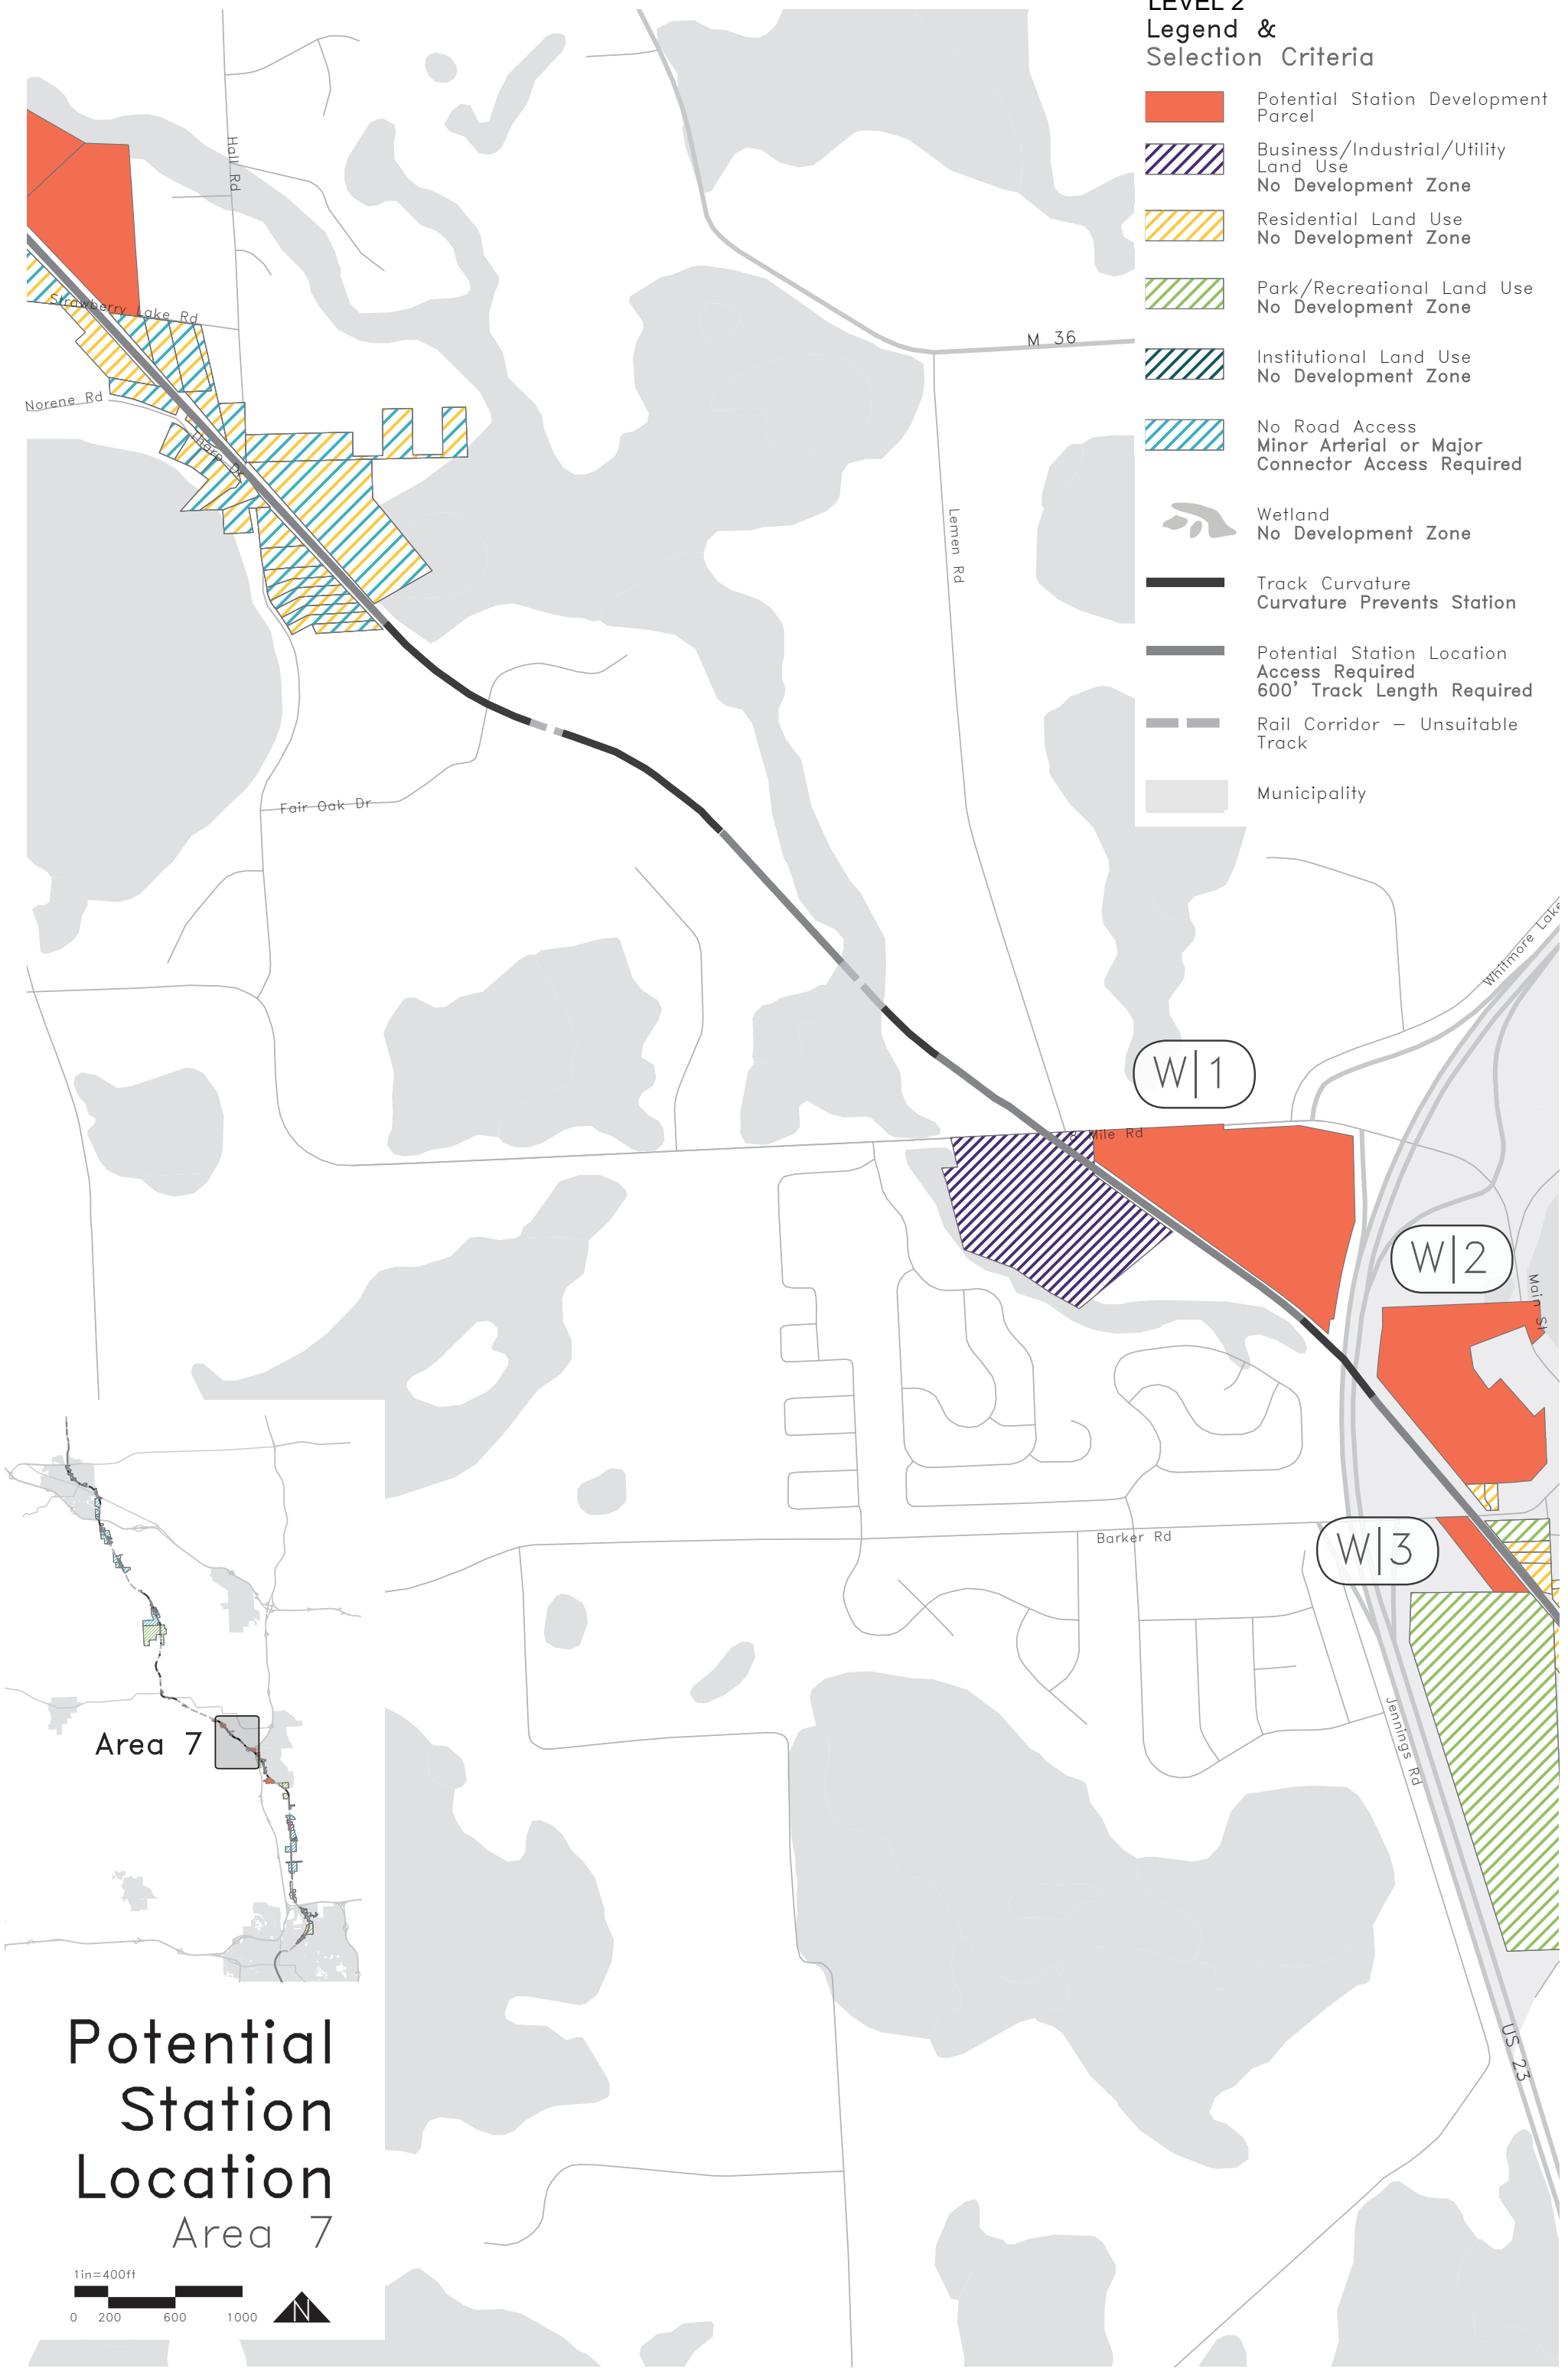 LEVEL 2
Legend &
Selection Criteria
Potential Station Development
Parcel
Business/Industrial/Utility
Land Use
No Development Zone
Residential Land Use
No Development Zone
Park/Recreational Land Use
No Development Zone
Institutional Land Use
No Development Zone
No Road Access
Minor Arterial or Major
Connector Access Required
Wetland
No Development Zone
Track Curvature
Curvature Prevents Station
Potential Station Location
Access Required
600' Track Length Required
Rail Corridor – Unsuitable
Track
Municipality
Hall Rd
Strawberry Lake Rd
Norene Rd
Tharp Dr
M 36
Lemen Rd
Fair Oak Dr
Whitmore Lake
W|1
8 Mile Rd
W|2
Main St
Barker Rd
W|3
Jennings Rd
US 23
Area 7
Potential
Station
Location
Area 7
1in=400ft
0 200 600 1000
N